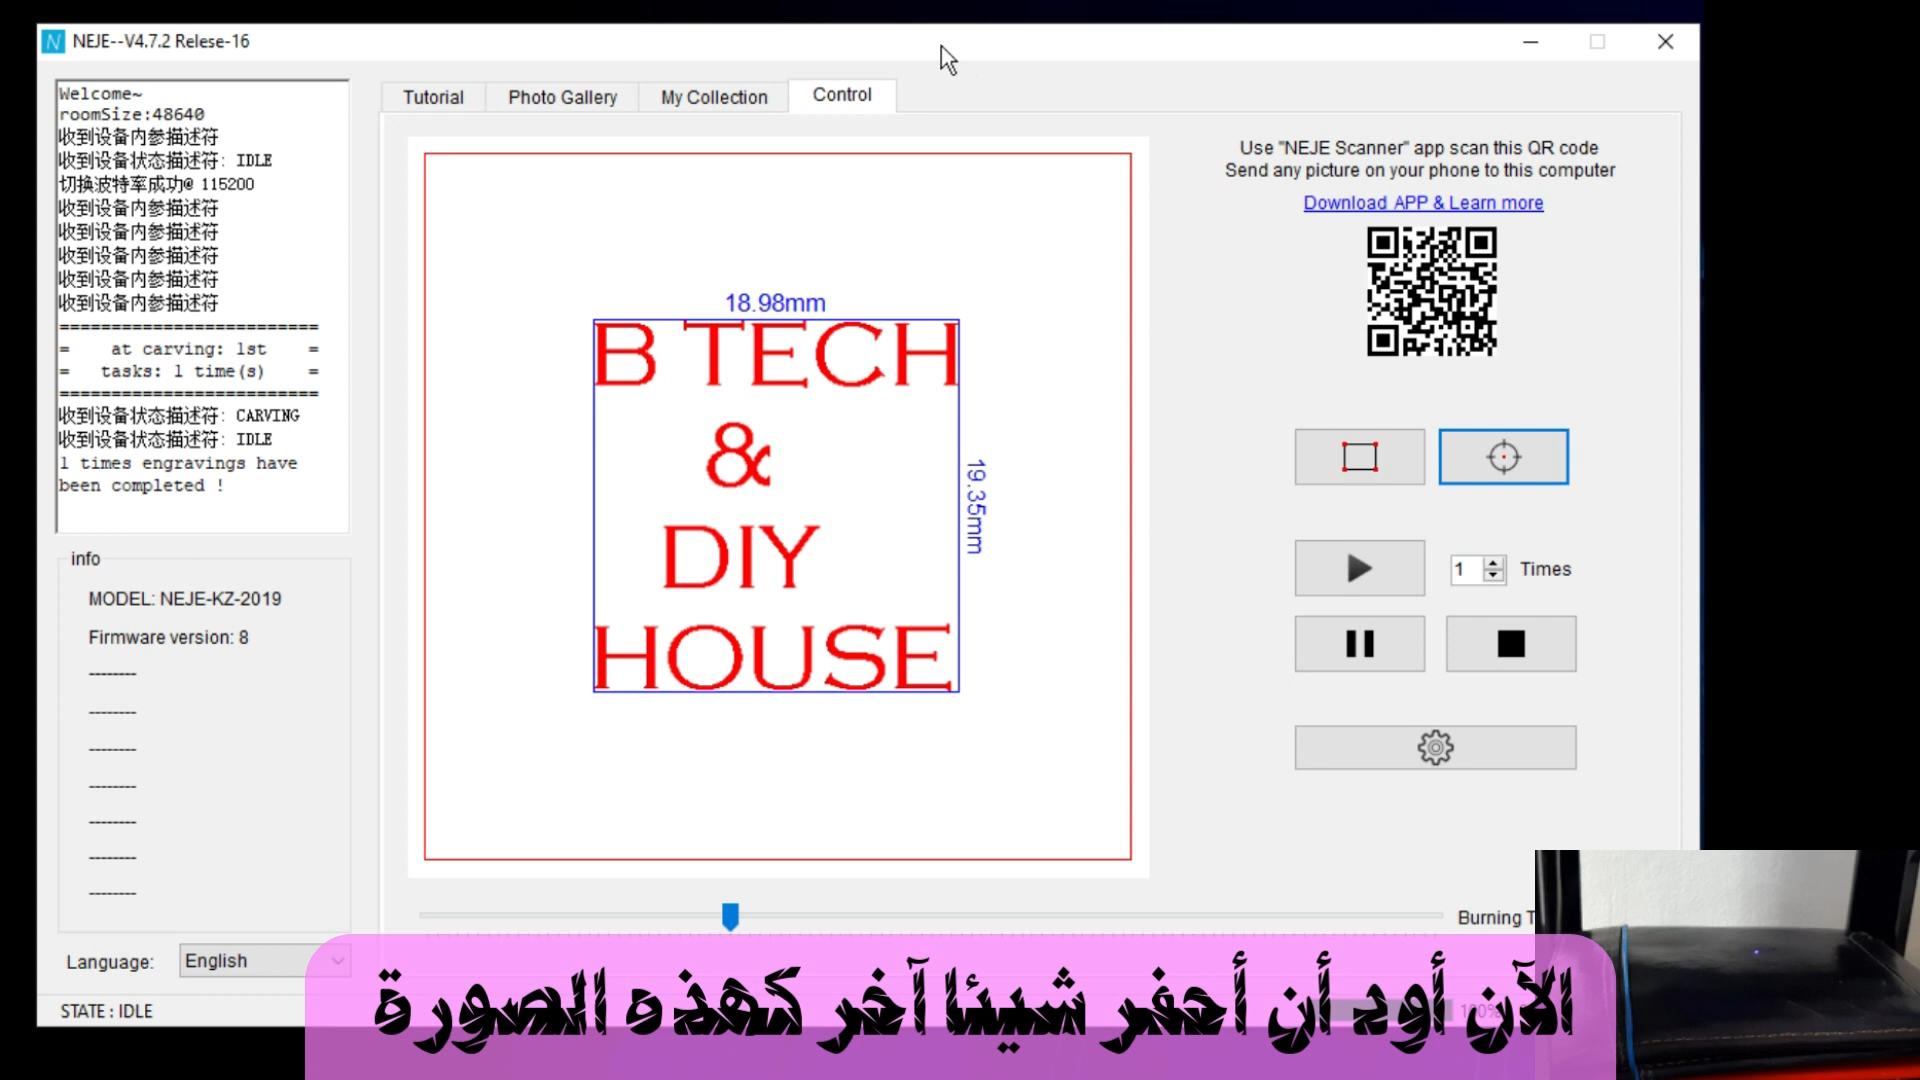 NEJE--V4.7.2 Relese-16
Welcome~
roomSize:48640
收到设备内参描述符
收到设备状态描述符: IDLE
切换波特率成功@ 115200
收到设备内参描述符
收到设备内参描述符
收到设备内参描述符
收到设备内参描述符
收到设备内参描述符
=========================
= at carving: 1st =
= tasks: 1 time(s) =
=========================
收到设备状态描述符: CARVING
收到设备状态描述符: IDLE
1 times engravings have
been completed !
info
MODEL: NEJE-KZ-2019
Firmware version: 8
--------
--------
--------
--------
--------
--------
--------
Language: English
STATE : IDLE
Tutorial
Photo Gallery
My Collection
Control
18.98mm
B TECH
&
DIY
HOUSE
19.35mm
Use "NEJE Scanner" app scan this QR code
Send any picture on your phone to this computer
Download APP & Learn more
1 Times
Burning T
100%
الآن أود أن أحفر شيئا آخر كهذه الصورة